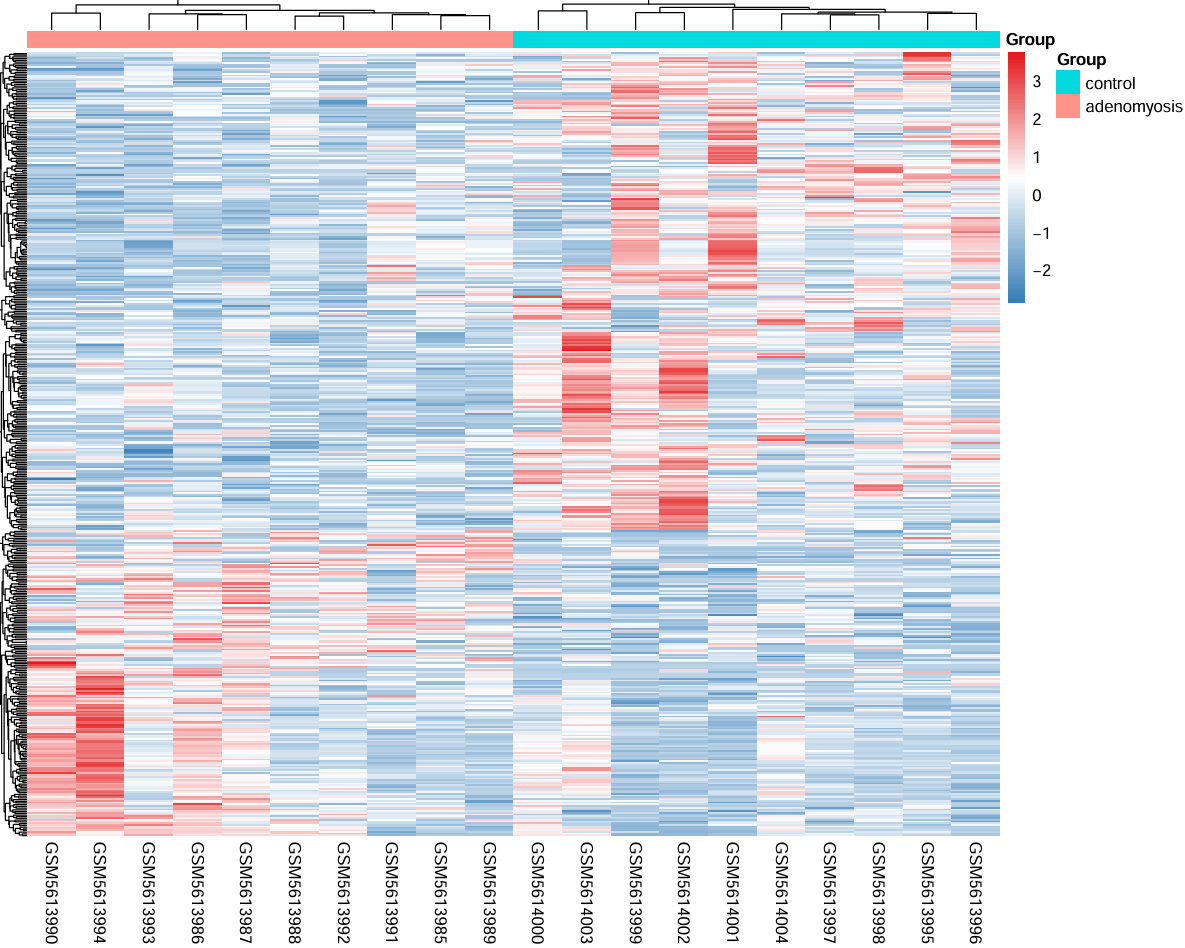 Group
Group
control
adenomyosis
3
2
1
0
−1
−2
GSM5613990
GSM5613994
GSM5613993
GSM5613986
GSM5613987
GSM5613988
GSM5613992
GSM5613991
GSM5613985
GSM5613989
GSM5614000
GSM5614003
GSM5613999
GSM5614002
GSM5614001
GSM5614004
GSM5613997
GSM5613998
GSM5613995
GSM5613996